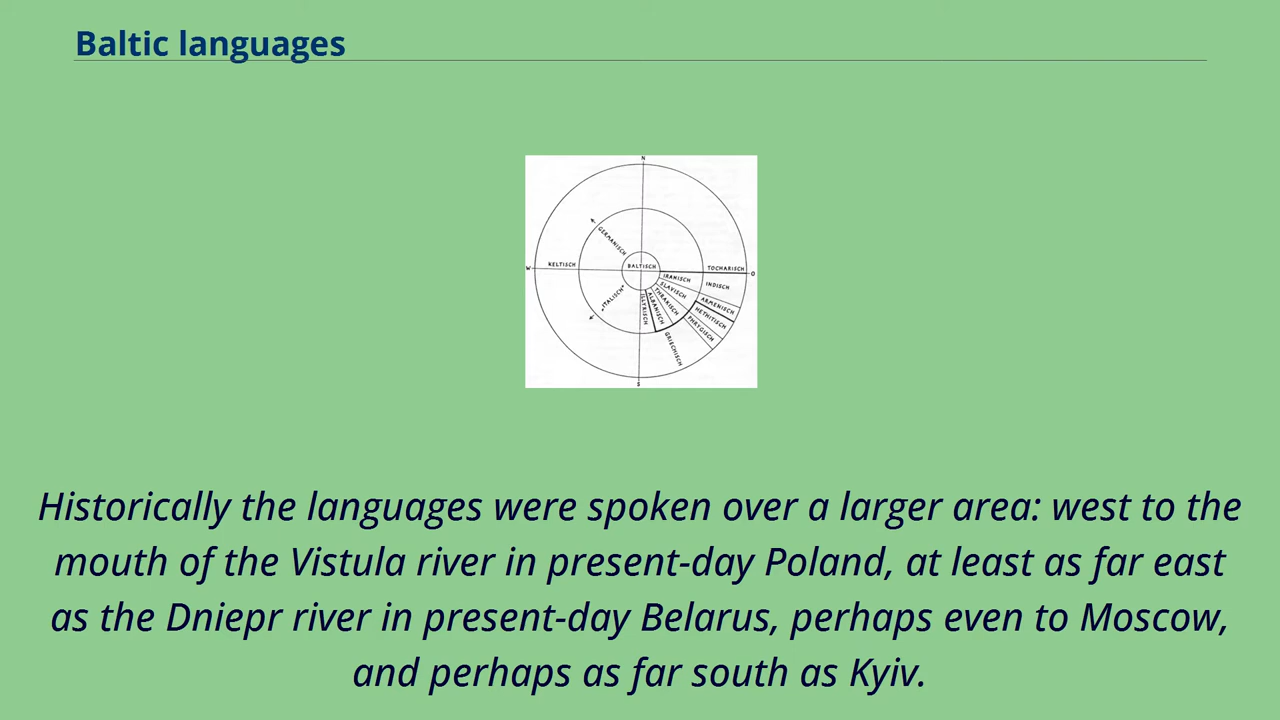 Baltic languages
N
GERMANISCH
KELTISCH
BALTISCH
TOCHARISCH
W
O
IRANISCH
INDISCH
SLAVISCH
THRAKISCH
ALBANISCH
ILLYRISCH
"ITALISCH"
ARMENISCH
HETHITISCH
PHRYGISCH
GRIECHISCH
S
Historically the languages were spoken over a larger area: west to the
mouth of the Vistula river in present-day Poland, at least as far east
as the Dniepr river in present-day Belarus, perhaps even to Moscow,
and perhaps as far south as Kyiv.